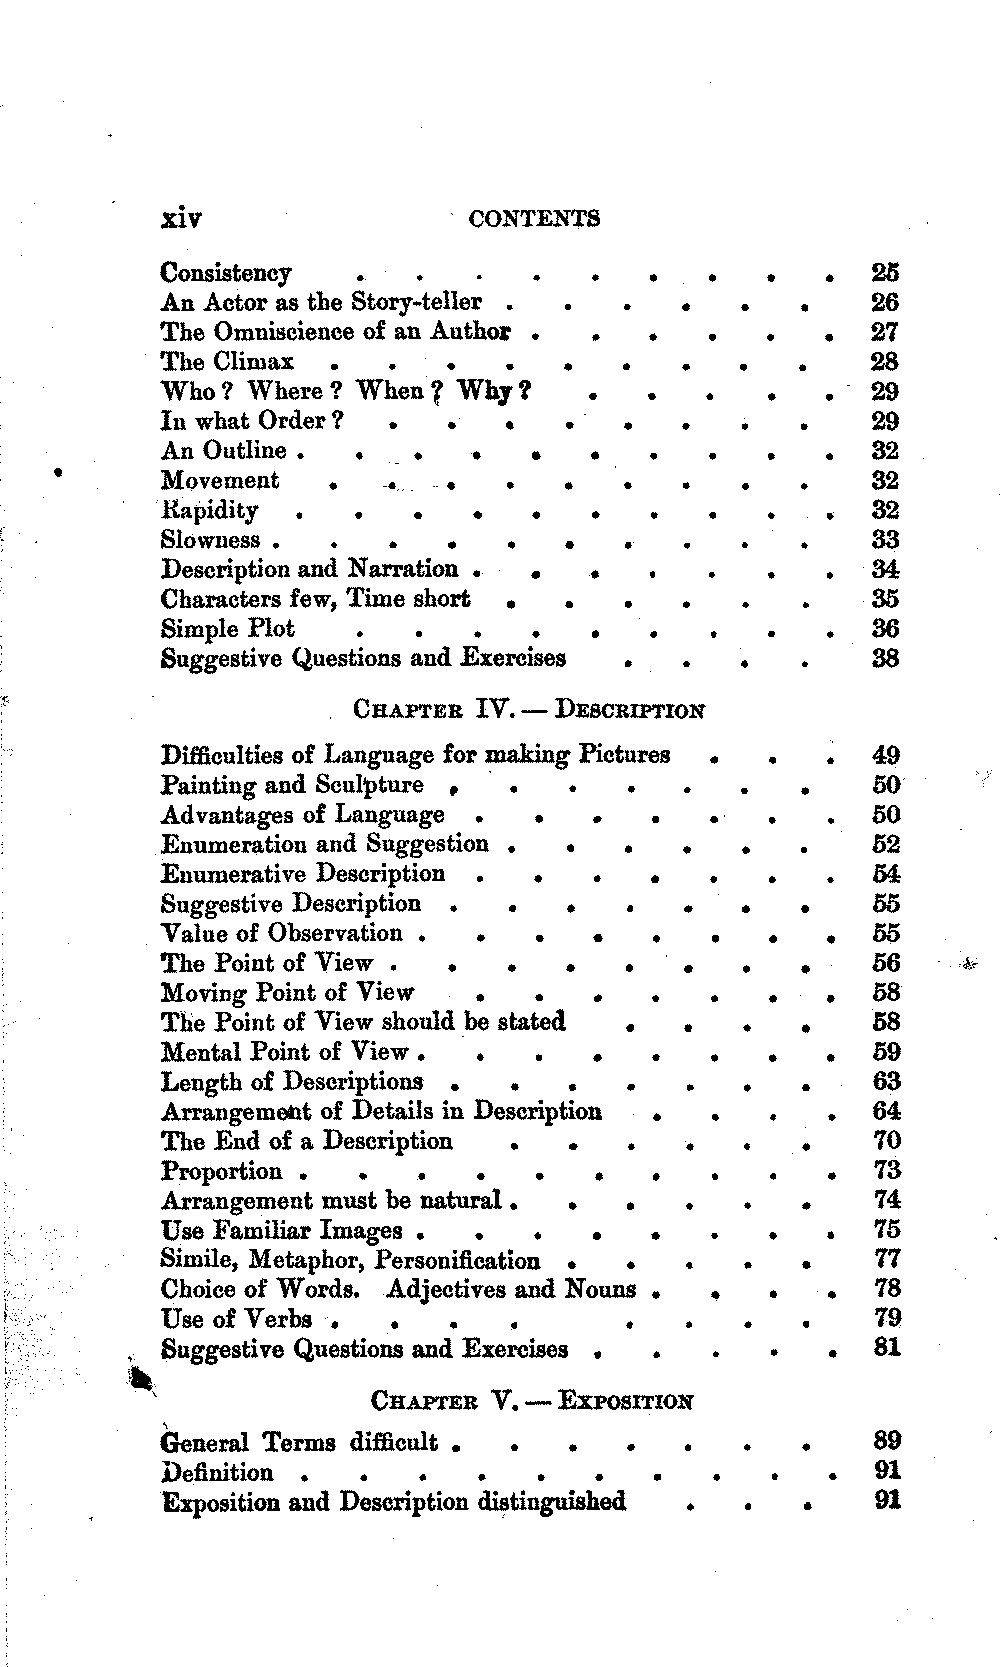 xiv CONTENTS
Consistency . . . . . . . . . 25
An Actor as the Story-teller . . . . . . 26
The Omniscience of an Author . . . . . . 27
The Climax . . . . . . . . . 28
Who? Where? When? Why? . . . . . 29
In what Order? . . . . . . . . 29
An Outline . . . . . . . . . . 32
Movement . . . . . . . . . 32
Rapidity . . . . . . . . . . 32
Slowness . . . . . . . . . . 33
Description and Narration . . . . . . . 34
Characters few, Time short . . . . . . 35
Simple Plot . . . . . . . . . 36
Suggestive Questions and Exercises . . . . 38
CHAPTER IV. — DESCRIPTION
Difficulties of Language for making Pictures . . . 49
Painting and Sculpture . . . . . . . 50
Advantages of Language . . . . . . . 50
Enumeration and Suggestion . . . . . . 52
Enumerative Description . . . . . . . 54
Suggestive Description . . . . . . . 55
Value of Observation . . . . . . . . 55
The Point of View . . . . . . . . 56
Moving Point of View . . . . . . . 58
The Point of View should be stated . . . . 58
Mental Point of View . . . . . . . . 59
Length of Descriptions . . . . . . . 63
Arrangement of Details in Description . . . . 64
The End of a Description . . . . . . 70
Proportion . . . . . . . . . . 73
Arrangement must be natural . . . . . . 74
Use Familiar Images . . . . . . . . 75
Simile, Metaphor, Personification . . . . . 77
Choice of Words. Adjectives and Nouns . . . . 78
Use of Verbs . . . . . . . . 79
Suggestive Questions and Exercises . . . . . 81
CHAPTER V. — EXPOSITION
General Terms difficult . . . . . . . 89
Definition . . . . . . . . . . 91
Exposition and Description distinguished . . . 91